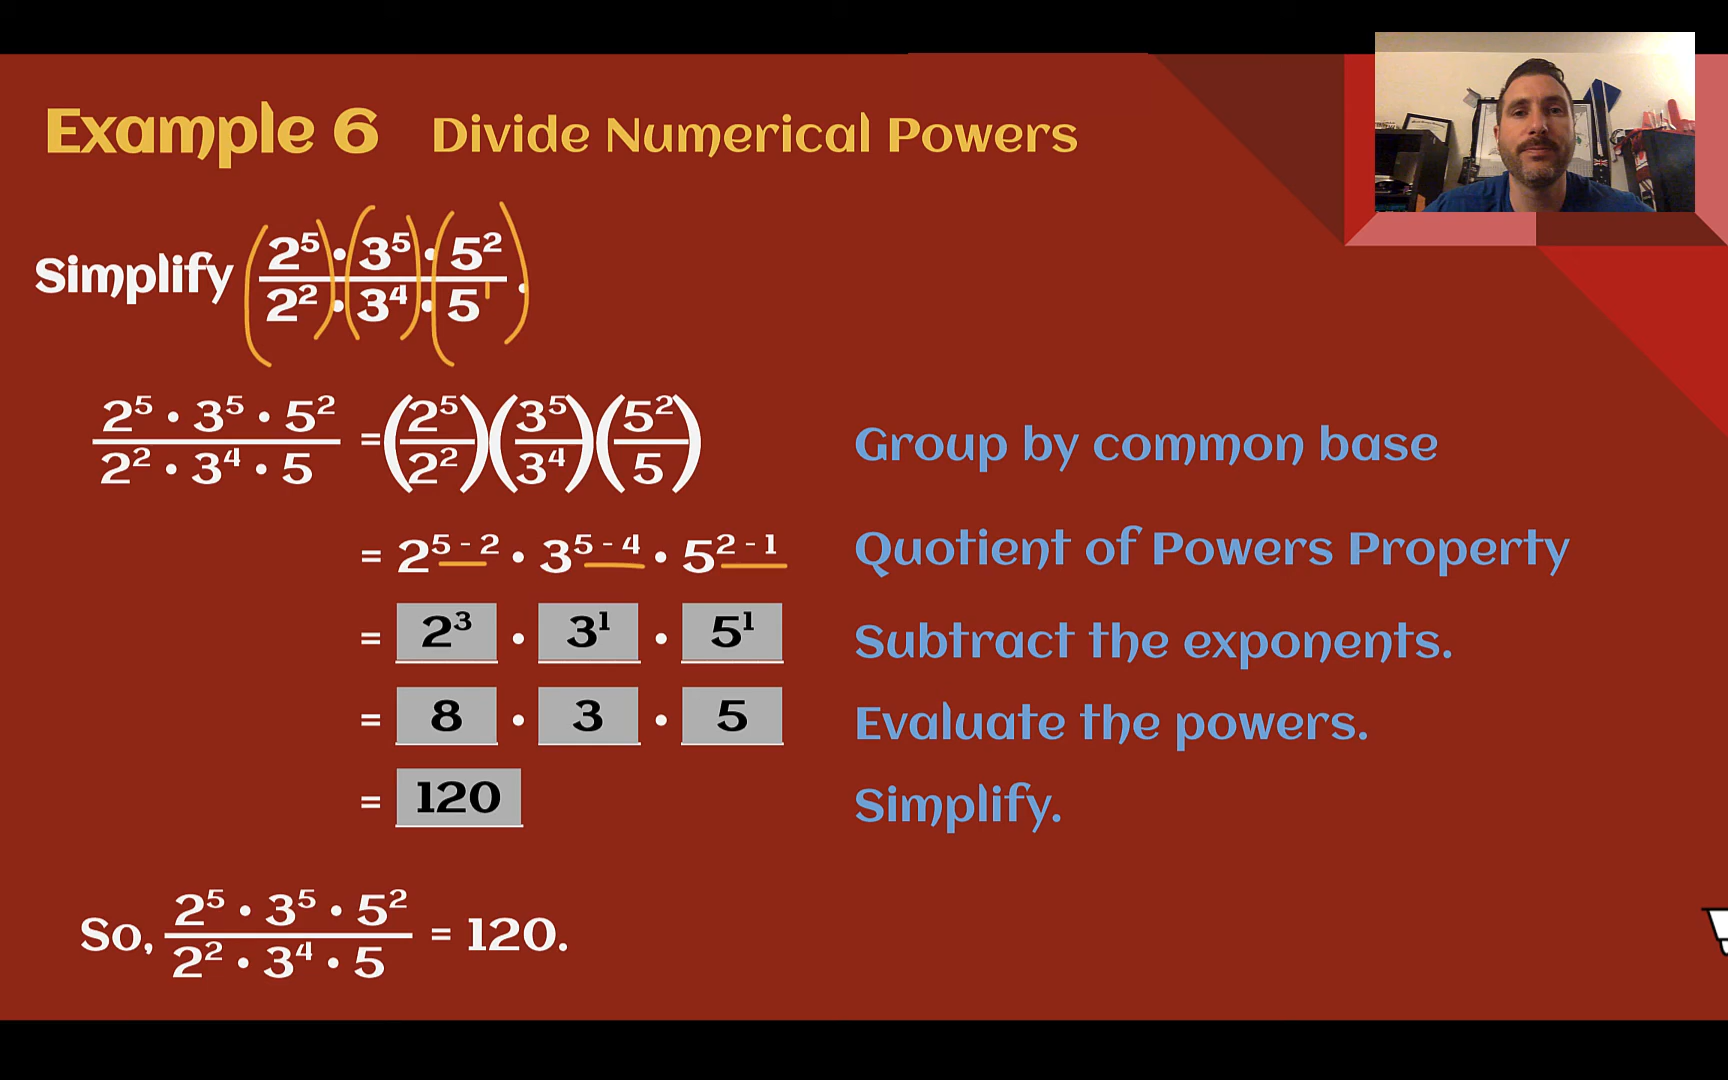 Example 6 Divide Numerical Powers
Simplify (2⁵ • 3⁵ • 5²) / (2² • 3⁴ • 5¹).
(2⁵ • 3⁵ • 5²) / (2² • 3⁴ • 5) = (2⁵/2²)(3⁵/3⁴)(5²/5) Group by common base
= 2⁵⁻² • 3⁵⁻⁴ • 5²⁻¹ Quotient of Powers Property
= 2³ • 3¹ • 5¹ Subtract the exponents.
= 8 • 3 • 5 Evaluate the powers.
= 120 Simplify.
So, (2⁵ • 3⁵ • 5²) / (2² • 3⁴ • 5) = 120.